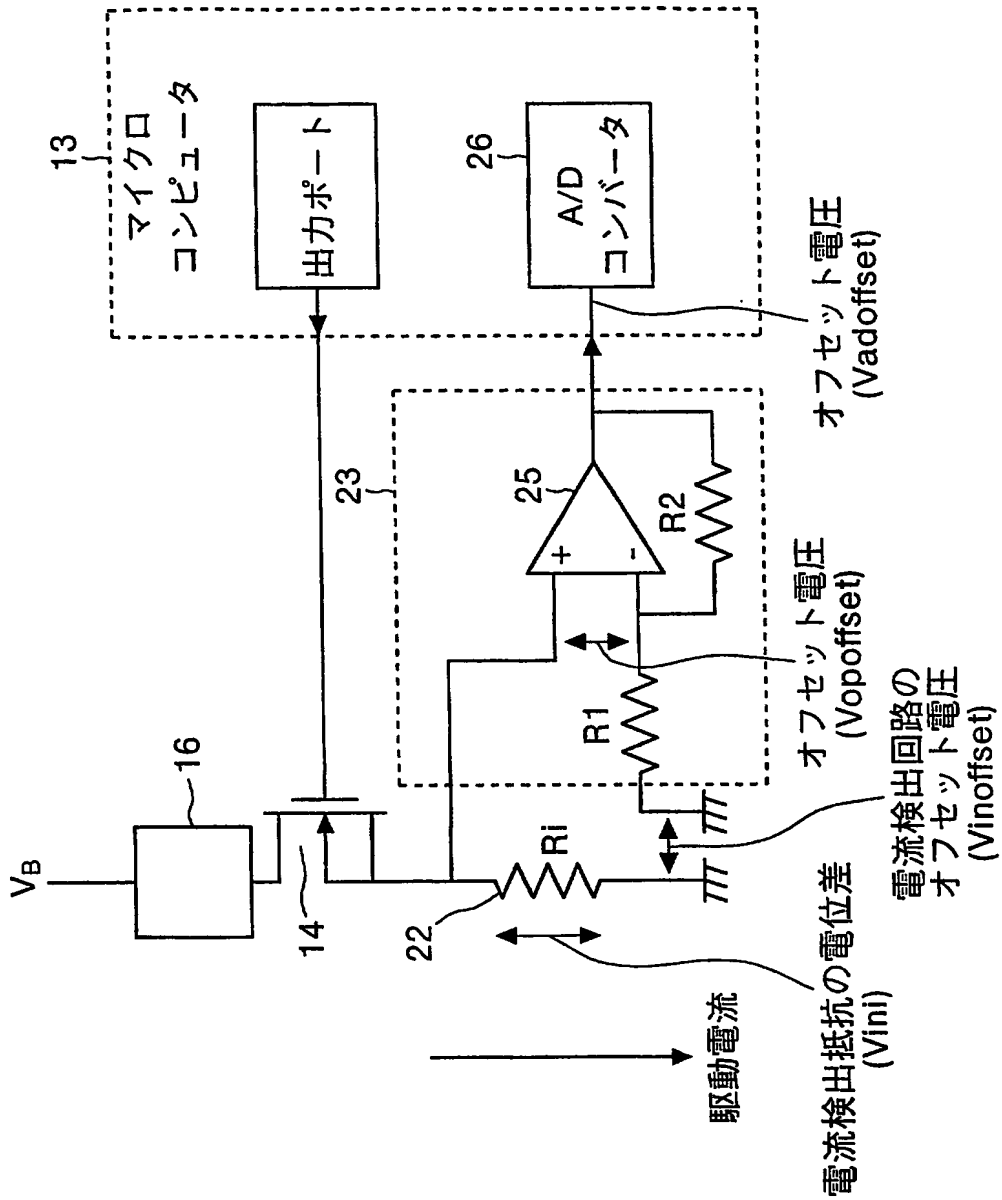 13
マイクロ
コンピュータ
出力ポート
26
A/D
コンバータ
オフセット電圧
(Vadoffset)
23
25
+
-
R2
R1
オフセット電圧
(Vopoffset)
電流検出回路の
オフセット電圧
(Vinoffset)
VB
16
14
22
Ri
電流検出抵抗の電位差
(Vini)
駆動電流